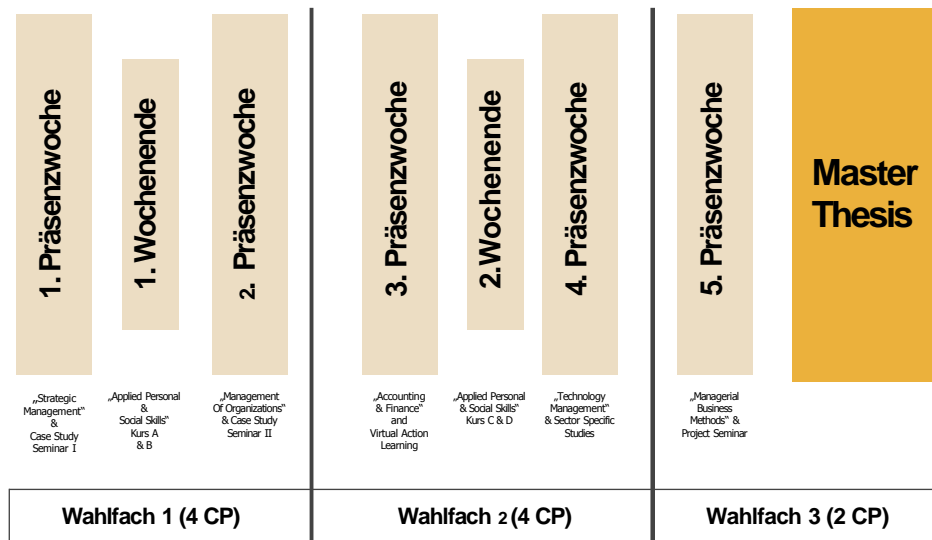 1. Präsenzwoche
1. Wochenende
2. Präsenzwoche
3. Präsenzwoche
2.Wochenende
4. Präsenzwoche
5. Präsenzwoche
Master
Thesis
„Strategic
Management“
&
Case Study
Seminar I
„Applied Personal
&
Social Skills“
Kurs A
& B
„Management
Of Organizations“
& Case Study
Seminar II
„Accounting
& Finance“
and
Virtual Action
Learning
„Applied Personal
& Social Skills“
Kurs C & D
„Technology
Management“
& Sector Specific
Studies
„Managerial
Business
Methods“ &
Project Seminar
Wahlfach 1 (4 CP)
Wahlfach 2 (4 CP)
Wahlfach 3 (2 CP)